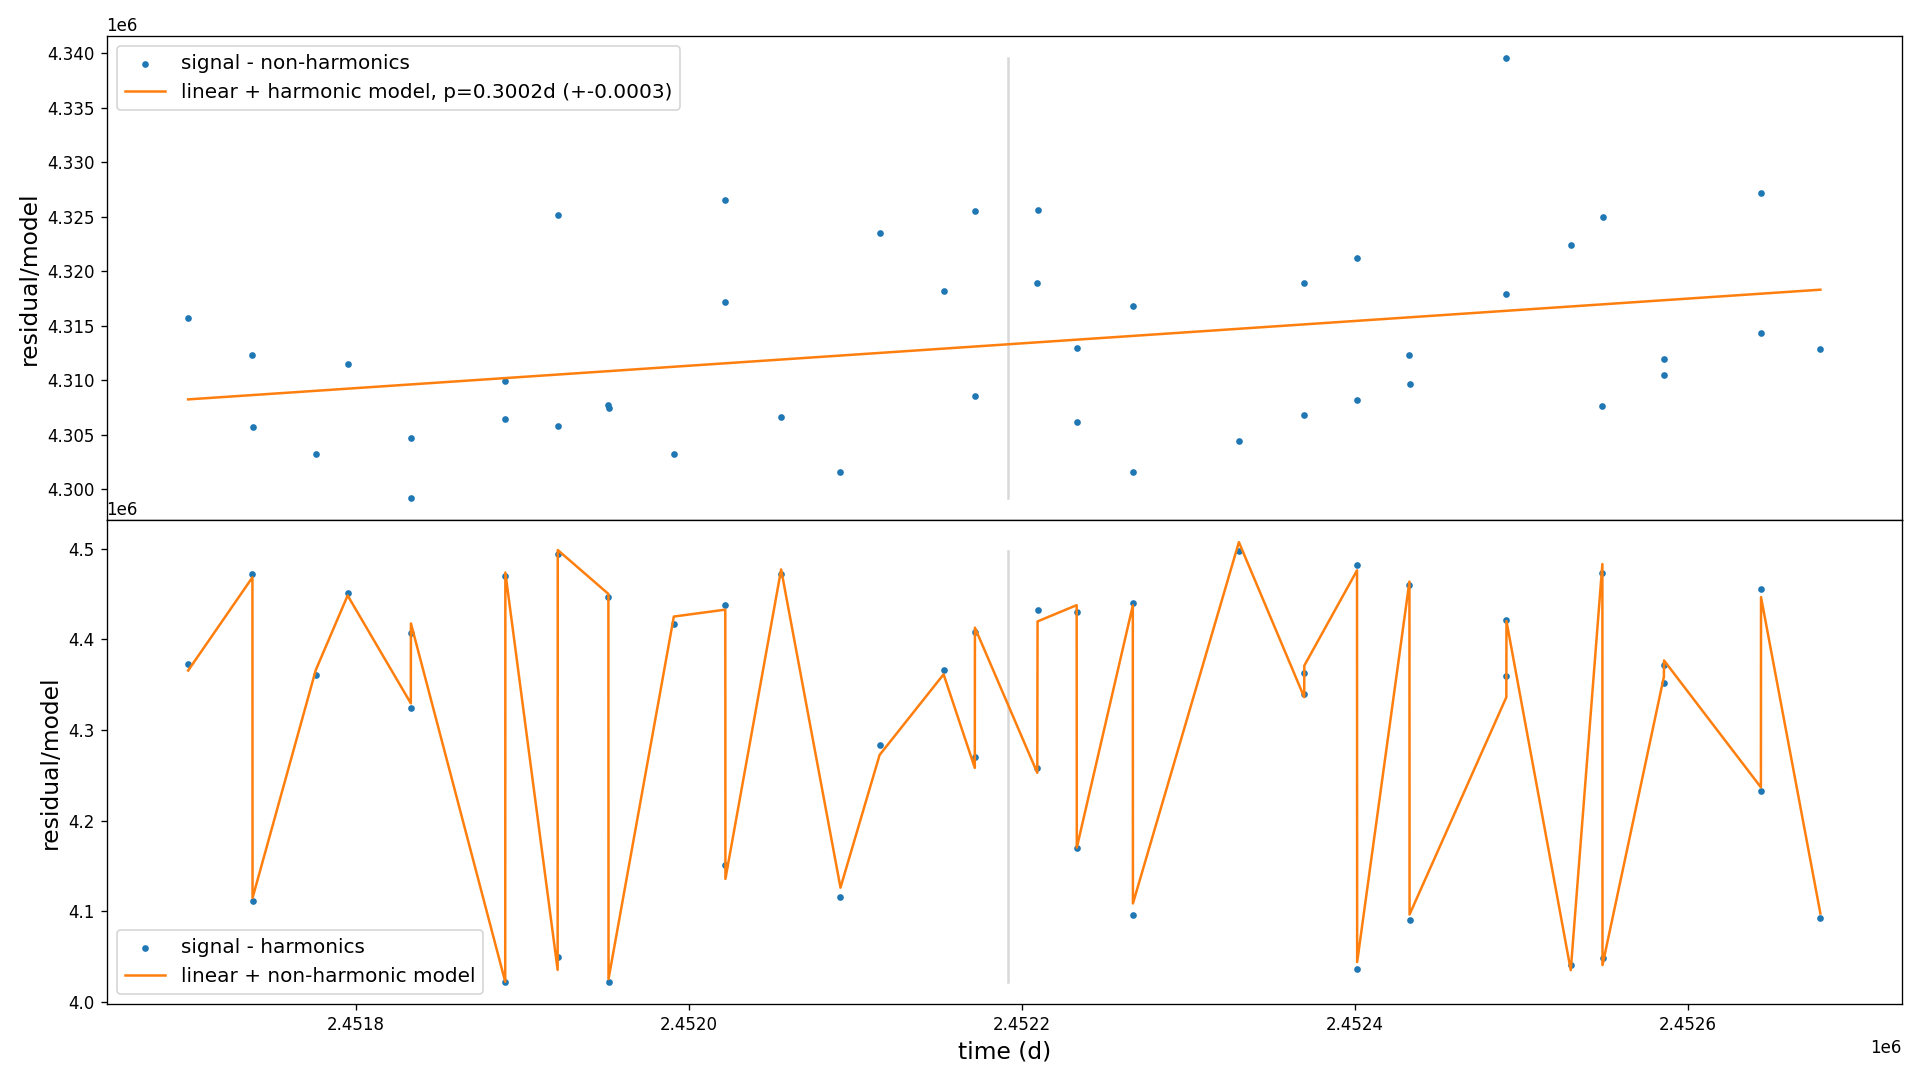 1e6
4.340
4.335
4.330
4.325
4.320
4.315
4.310
4.305
4.300
residual/model
signal - non-harmonics
linear + harmonic model, p=0.3002d (+-0.0003)
1e6
4.5
4.4
4.3
4.2
4.1
4.0
residual/model
signal - harmonics
linear + non-harmonic model
2.4518
2.4520
2.4522
2.4524
2.4526
1e6
time (d)